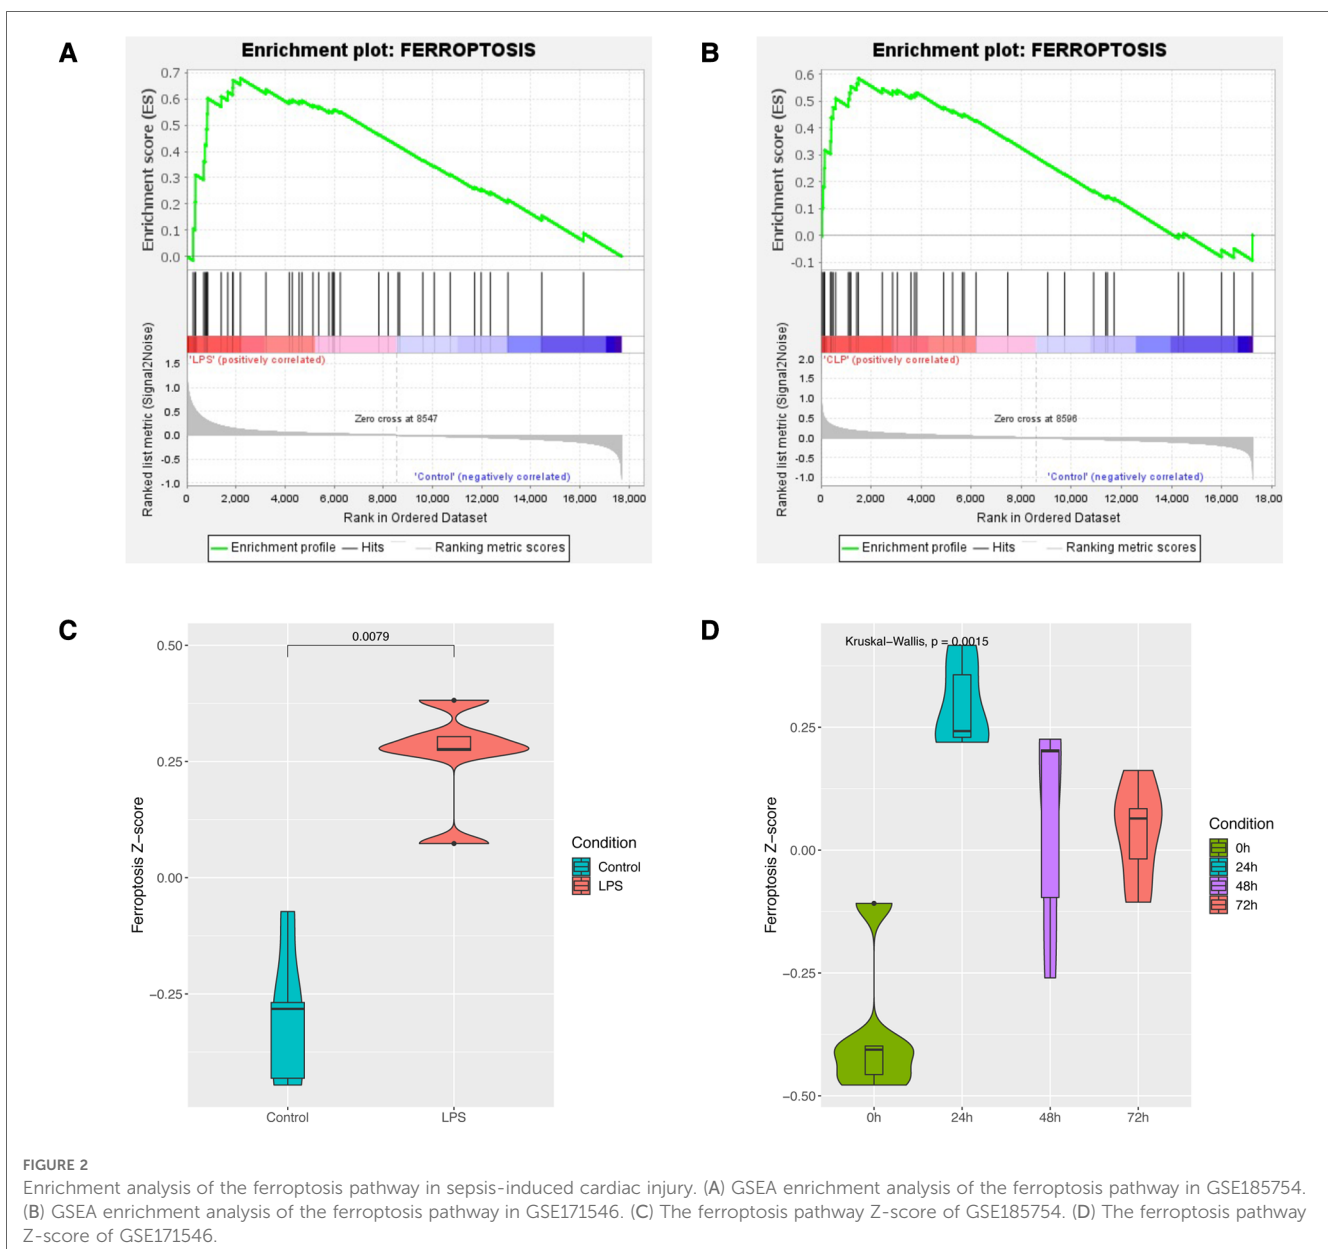 A
Enrichment plot: FERROPTOSIS
Enrichment score (ES)
0.7
0.6
0.5
0.4
0.3
0.2
0.1
0.0
'LPS' (positively correlated)
Ranked list metric (Signal2Noise)
1.5
1.0
0.5
0.0
-0.5
-1.0
Zero cross at 8547
'Control' (negatively correlated)
0 2,000 4,000 6,000 8,000 10,000 12,000 14,000 16,000 18,000
Rank in Ordered Dataset
Enrichment profile Hits Ranking metric scores
B
Enrichment plot: FERROPTOSIS
Enrichment score (ES)
0.6
0.5
0.4
0.3
0.2
0.1
0.0
-0.1
'CLP' (positively correlated)
Ranked list metric (Signal2Noise)
2.0
1.5
1.0
0.5
0.0
-0.5
-1.0
Zero cross at 8596
'Control' (negatively correlated)
0 2,000 4,000 6,000 8,000 10,000 12,000 14,000 16,000 18,000
Rank in Ordered Dataset
Enrichment profile Hits Ranking metric scores
C
0.0079
Ferroptosis Z−score
0.50
0.25
0.00
−0.25
Control LPS
Condition
Control
LPS
D
Kruskal−Wallis, p = 0.0015
Ferroptosis Z−score
0.25
0.00
−0.25
−0.50
0h 24h 48h 72h
Condition
0h
24h
48h
72h
FIGURE 2
Enrichment analysis of the ferroptosis pathway in sepsis-induced cardiac injury. (A) GSEA enrichment analysis of the ferroptosis pathway in GSE185754.
(B) GSEA enrichment analysis of the ferroptosis pathway in GSE171546. (C) The ferroptosis pathway Z-score of GSE185754. (D) The ferroptosis pathway
Z-score of GSE171546.